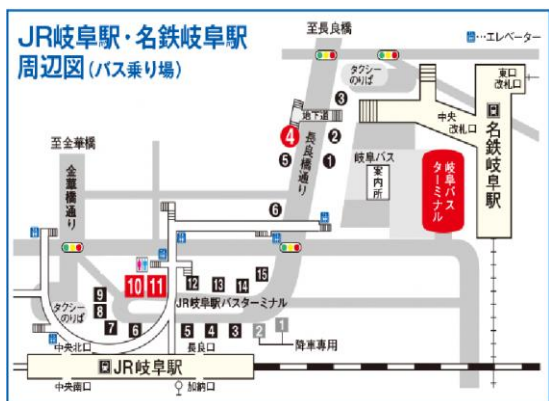 JR岐阜駅・名鉄岐阜駅
周辺図(バス乗り場)
至長良橋
…エレベーター
タクシー
のりば
東口
改札口
3
地下道
中央
改札口
名鉄岐阜駅
4
2
長良橋通り
5
1
岐阜バス
案内所
岐阜バス
ターミナル
至金華橋
金華橋通り
6
10
11
12
13
14
15
9
8
7
6
タクシー
のりば
JR岐阜駅バスターミナル
5
4
3
2
1
降車専用
中央北口
長良口
JR岐阜駅
中央南口
加納口